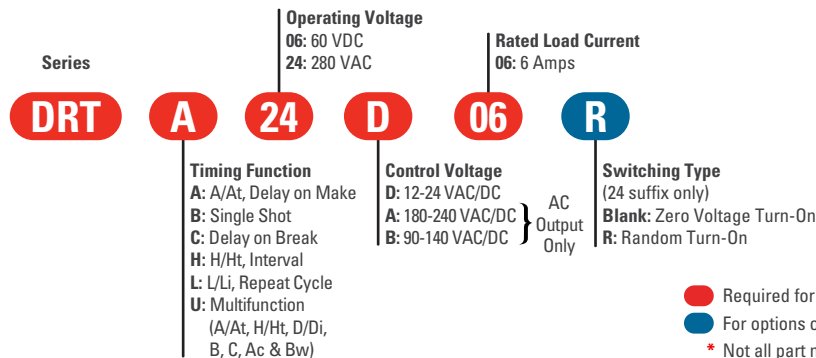 Operating Voltage
06: 60 VDC
24: 280 VAC
Rated Load Current
06: 6 Amps
Series
DRT A 24 D 06 R
Timing Function
A: A/At, Delay on Make
B: Single Shot
C: Delay on Break
H: H/Ht, Interval
L: L/Li, Repeat Cycle
U: Multifunction
(A/At, H/Ht, D/Di,
B, C, Ac & Bw)
Control Voltage
D: 12-24 VAC/DC
A: 180-240 VAC/DC
B: 90-140 VAC/DC
AC
Output
Only
Switching Type
(24 suffix only)
Blank: Zero Voltage Turn-On
R: Random Turn-On
Required for
For options
* Not all part